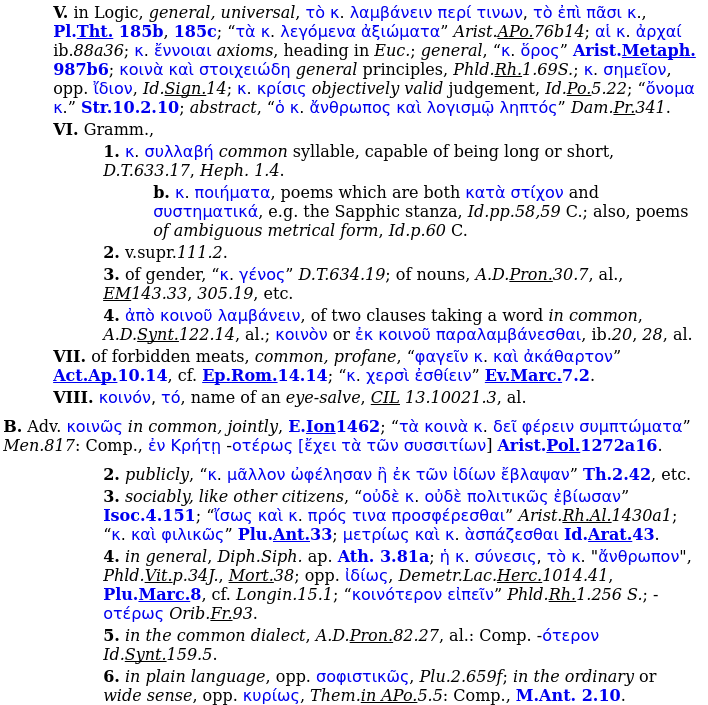 V. in Logic, general, universal, τὸ κ. λαμβάνειν περί τινων, τὸ ἐπὶ πᾶσι κ.,
Pl.Tht. 185b, 185c; “τὰ κ. λεγόμενα ἀξιώματα” Arist.APo.76b14; αἱ κ. ἀρχαί
ib.88a36; κ. ἔννοιαι axioms, heading in Euc.; general, “κ. ὅρος” Arist.Metaph.
987b6; κοινὰ καὶ στοιχειώδη general principles, Phld.Rh.1.69S.; κ. σημεῖον,
opp. ἴδιον, Id.Sign.14; κ. κρίσις objectively valid judgement, Id.Po.5.22; “ὄνομα
κ.” Str.10.2.10; abstract, “ὁ κ. ἄνθρωπος καὶ λογισμῷ ληπτός” Dam.Pr.341.
VI. Gramm.,
1. κ. συλλαβή common syllable, capable of being long or short,
D.T.633.17, Heph. 1.4.
b. κ. ποιήματα, poems which are both κατὰ στίχον and
συστηματικά, e.g. the Sapphic stanza, Id.pp.58,59 C.; also, poems
of ambiguous metrical form, Id.p.60 C.
2. v.supr.111.2.
3. of gender, “κ. γένος” D.T.634.19; of nouns, A.D.Pron.30.7, al.,
EM143.33, 305.19, etc.
4. ἀπὸ κοινοῦ λαμβάνειν, of two clauses taking a word in common,
A.D.Synt.122.14, al.; κοινὸν or ἐκ κοινοῦ παραλαμβάνεσθαι, ib.20, 28, al.
VII. of forbidden meats, common, profane, “φαγεῖν κ. καὶ ἀκάθαρτον”
Act.Ap.10.14, cf. Ep.Rom.14.14; “κ. χερσὶ ἐσθίειν” Ev.Marc.7.2.
VIII. κοινόν, τό, name of an eye-salve, CIL 13.10021.3, al.
B. Adv. κοινῶς in common, jointly, E.Ion1462; “τὰ κοινὰ κ. δεῖ φέρειν συμπτώματα”
Men.817: Comp., ἐν Κρήτῃ -οτέρως [ἔχει τὰ τῶν συσσιτίων] Arist.Pol.1272a16.
2. publicly, “κ. μᾶλλον ὠφέλησαν ἢ ἐκ τῶν ἰδίων ἔβλαψαν” Th.2.42, etc.
3. sociably, like other citizens, “οὐδὲ κ. οὐδὲ πολιτικῶς ἐβίωσαν”
Isoc.4.151; “ἴσως καὶ κ. πρός τινα προσφέρεσθαι” Arist.Rh.Al.1430a1;
“κ. καὶ φιλικῶς” Plu.Ant.33; μετρίως καὶ κ. ἀσπάζεσθαι Id.Arat.43.
4. in general, Diph.Siph. ap. Ath. 3.81a; ἡ κ. σύνεσις, τὸ κ. "ἄνθρωπον",
Phld.Vit.p.34J., Mort.38; opp. ἰδίως, Demetr.Lac.Herc.1014.41,
Plu.Marc.8, cf. Longin.15.1; “κοινότερον εἰπεῖν” Phld.Rh.1.256 S.; -
οτέρως Orib.Fr.93.
5. in the common dialect, A.D.Pron.82.27, al.: Comp. -ότερον
Id.Synt.159.5.
6. in plain language, opp. σοφιστικῶς, Plu.2.659f; in the ordinary or
wide sense, opp. κυρίως, Them.in APo.5.5: Comp., M.Ant. 2.10.